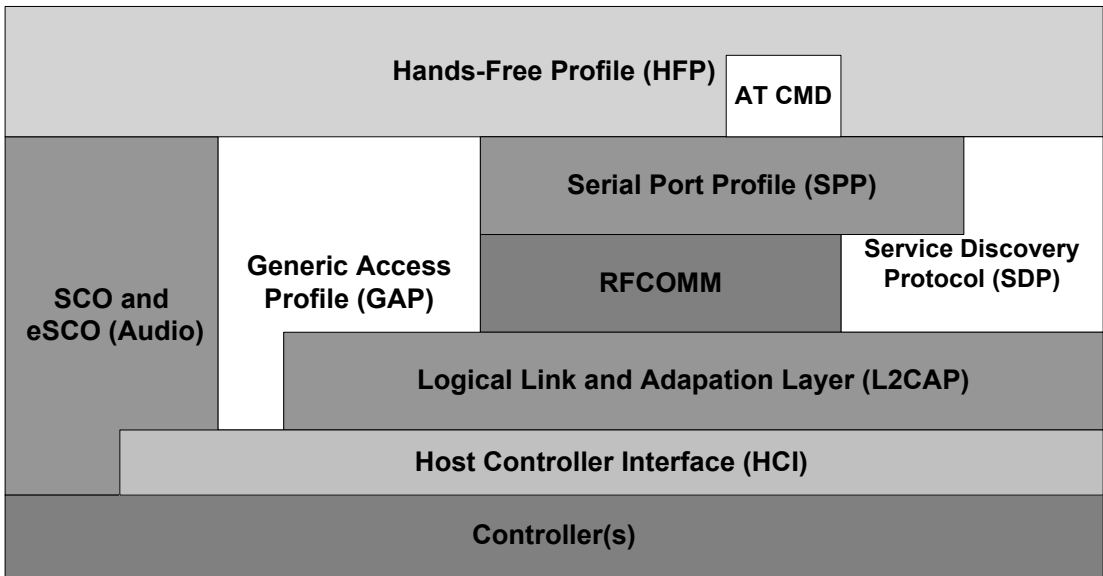 Hands-Free Profile (HFP)
AT CMD
Serial Port Profile (SPP)
Generic Access
Profile (GAP)
RFCOMM
Service Discovery
Protocol (SDP)
SCO and
eSCO (Audio)
Logical Link and Adapation Layer (L2CAP)
Host Controller Interface (HCI)
Controller(s)